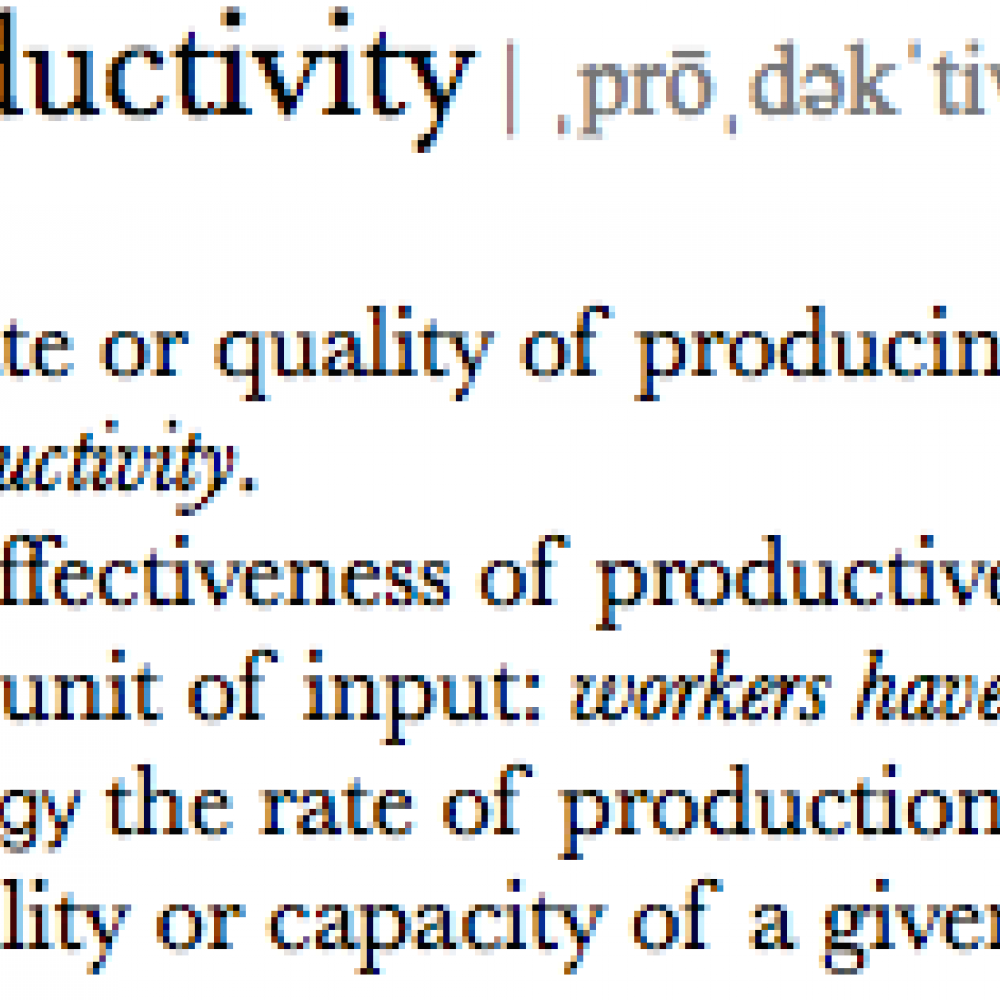 ductivity | ˌprōˌdəkˈtiv
te or quality of producin
uctivity.
ffectiveness of productive
unit of input: workers have
gy the rate of production
lity or capacity of a given